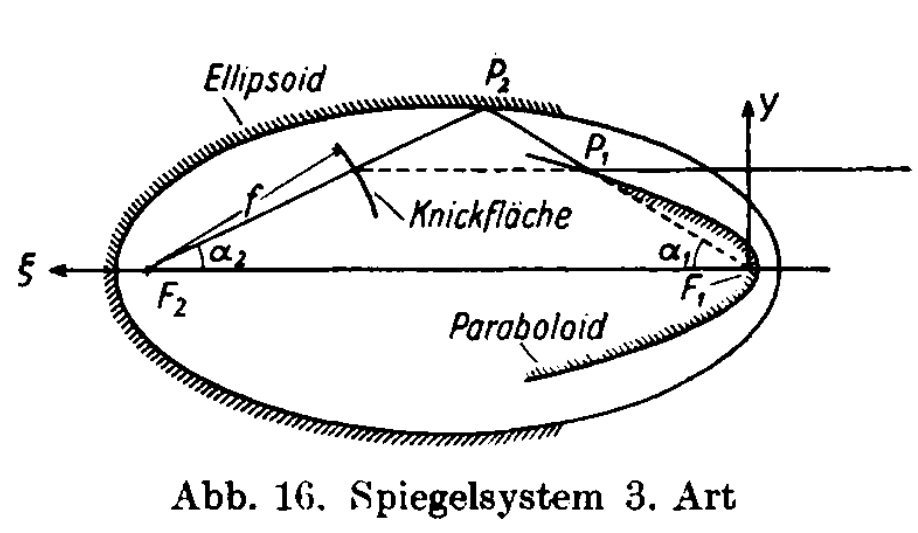 Ellipsoid
P₂
y
P₁
f
Knickfläche
ξ
α₂
α₁
F₂
F₁
Paraboloid
Abb. 16. Spiegelsystem 3. Art